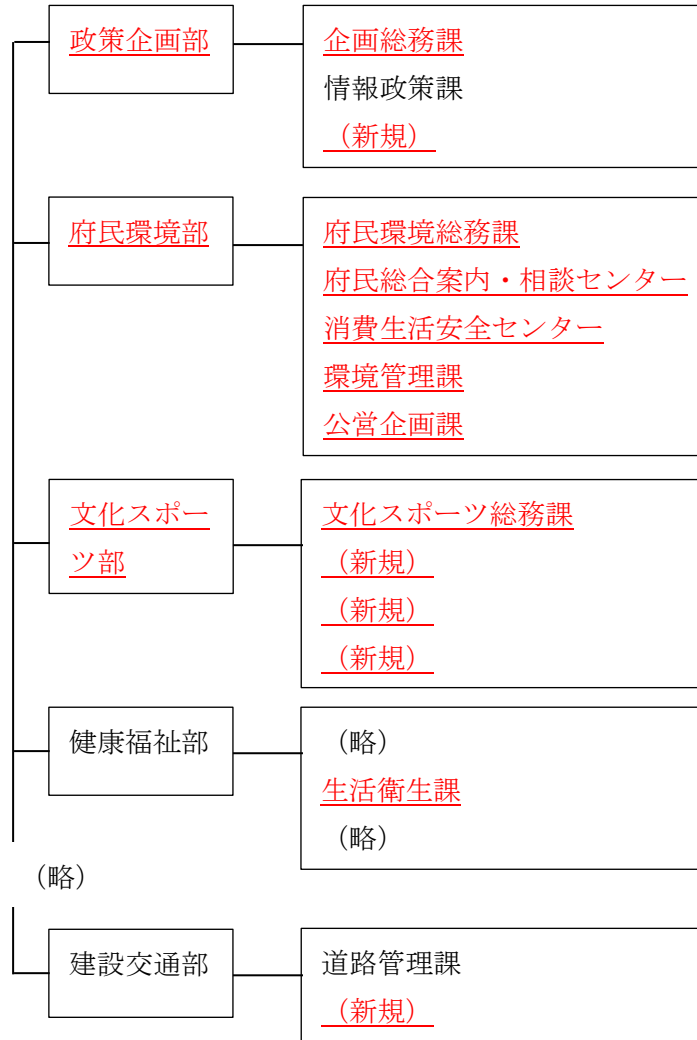 政策企画部
企画総務課
情報政策課
（新規）
府民環境部
府民環境総務課
府民総合案内・相談センター
消費生活安全センター
環境管理課
公営企画課
文化スポー
ツ部
文化スポーツ総務課
（新規）
（新規）
（新規）
健康福祉部
（略）
生活衛生課
（略）
（略）
建設交通部
道路管理課
（新規）